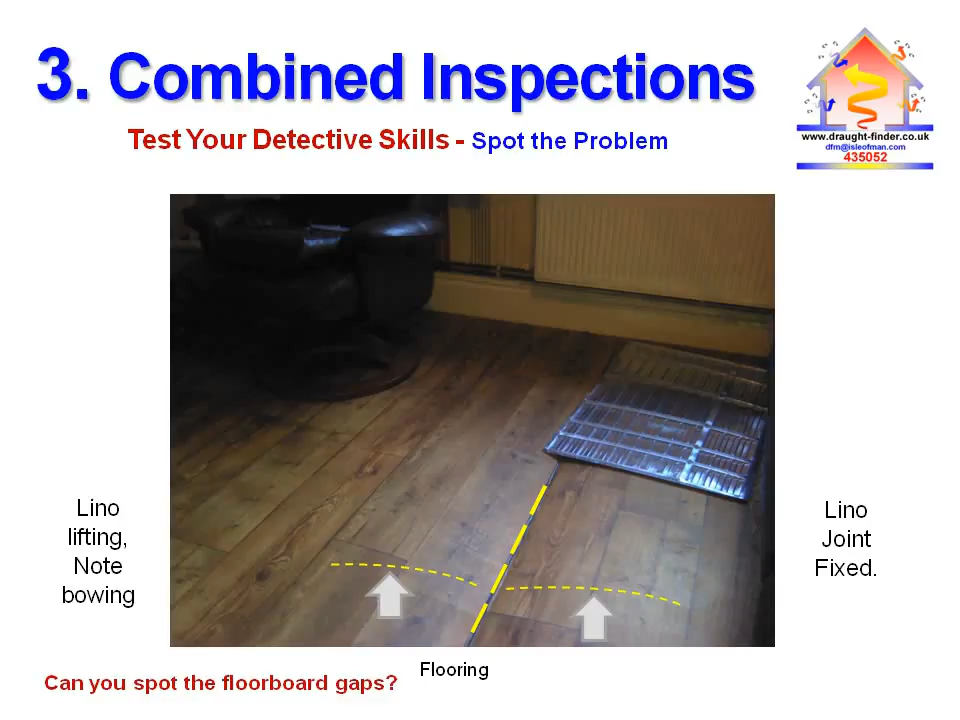 3. Combined Inspections
Test Your Detective Skills - Spot the Problem
www.draught-finder.co.uk
dfm@isleofman.com
435052
Lino
lifting,
Note
bowing
Lino
Joint
Fixed.
Flooring
Can you spot the floorboard gaps?